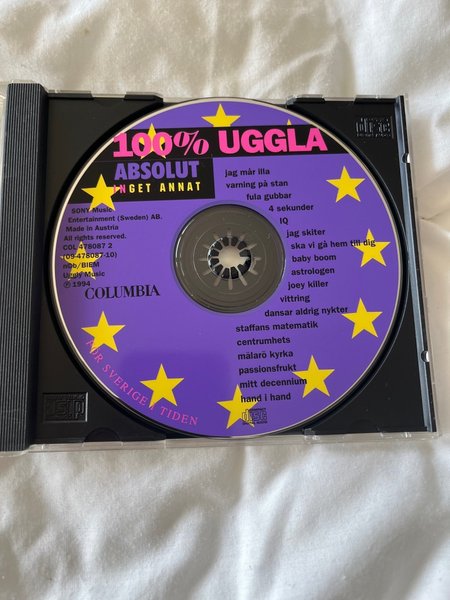 100% UGGLA
ABSOLUT
INGET ANNAT
SONY Music
Entertainment (Sweden) AB.
Made in Austria
All rights reserved.
COL 478087 2
(09-478087-10)
n©b/BIEM
Uggly Music
℗ 1994
COLUMBIA
jag mår illa
varning på stan
fula gubbar
4 sekunder
IQ
jag skiter
ska vi gå hem till dig
baby boom
astrologen
joey killer
vittring
dansar aldrig nykter
staffans matematik
centrumhets
mälarö kyrka
passionsfrukt
mitt decennium
hand i hand
FÖR SVERIGE I TIDEN